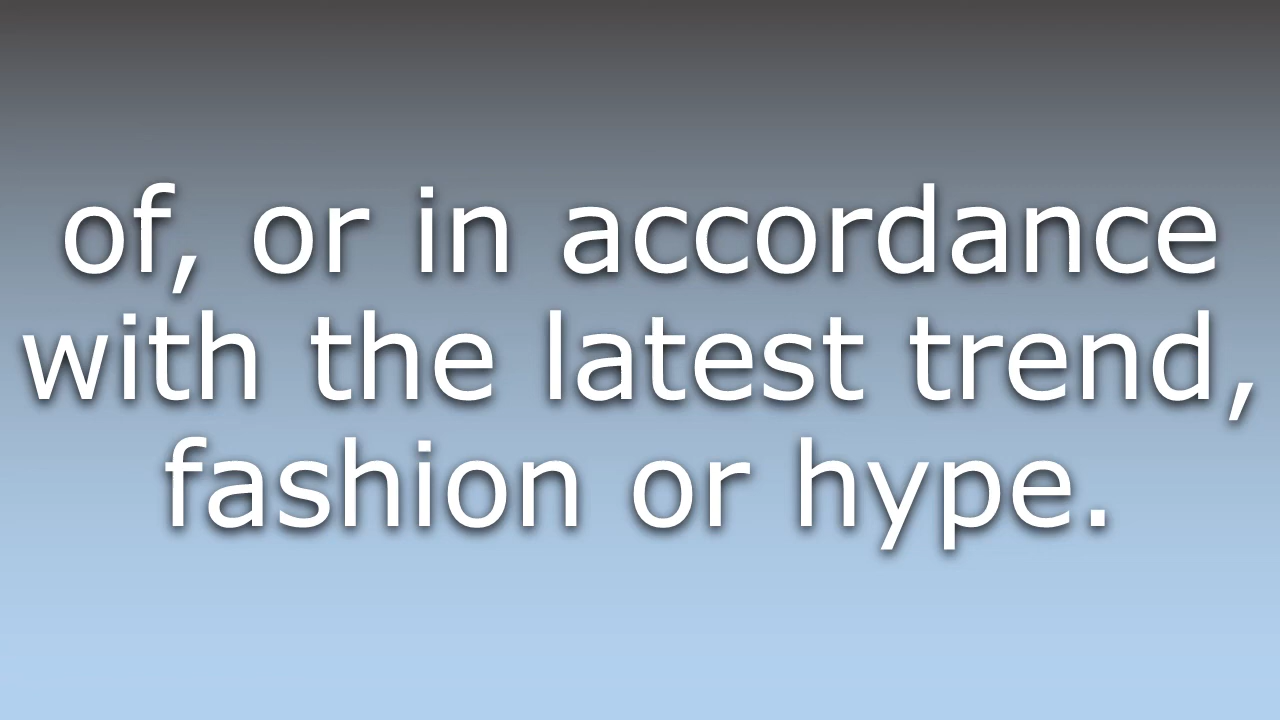 of, or in accordance
with the latest trend,
fashion or hype.